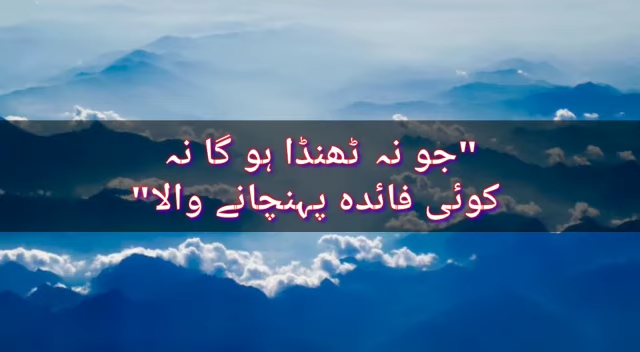 "جو نہ ٹھنڈا ہو گا نہ
کوئی فائدہ پہنچانے والا"